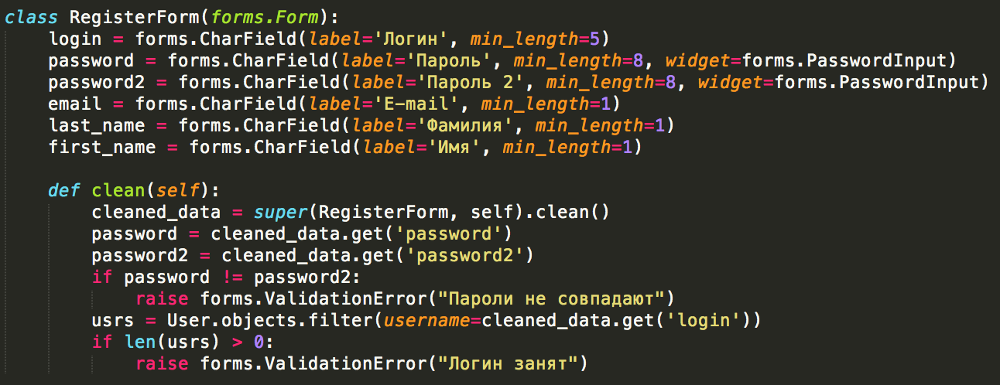 class RegisterForm(forms.Form):
    login = forms.CharField(label='Логин', min_length=5)
    password = forms.CharField(label='Пароль', min_length=8, widget=forms.PasswordInput)
    password2 = forms.CharField(label='Пароль 2', min_length=8, widget=forms.PasswordInput)
    email = forms.CharField(label='E-mail', min_length=1)
    last_name = forms.CharField(label='Фамилия', min_length=1)
    first_name = forms.CharField(label='Имя', min_length=1)

    def clean(self):
        cleaned_data = super(RegisterForm, self).clean()
        password = cleaned_data.get('password')
        password2 = cleaned_data.get('password2')
        if password != password2:
            raise forms.ValidationError("Пароли не совпадают")
        usrs = User.objects.filter(username=cleaned_data.get('login'))
        if len(usrs) > 0:
            raise forms.ValidationError("Логин занят")